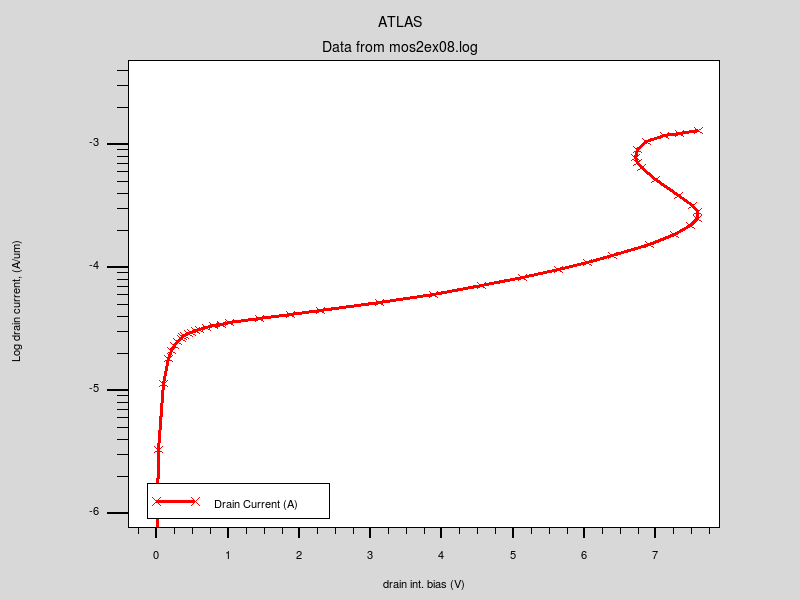 ATLAS
Data from mos2ex08.log
Log drain current, (A/um)
-3
-4
-5
-6
Drain Current (A)
0 1 2 3 4 5 6 7
drain int. bias (V)